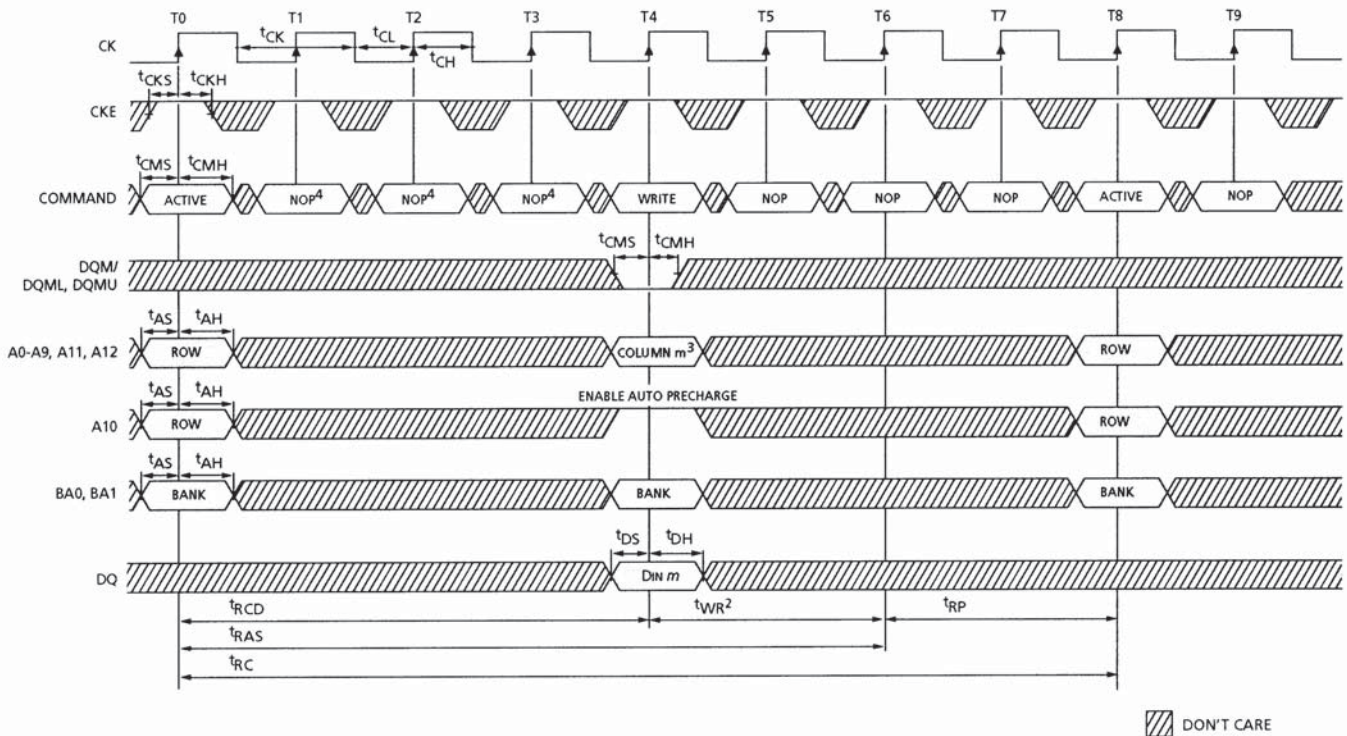 T0 T1 T2 T3 T4 T5 T6 T7 T8 T9
CK tCK tCL tCH
tCKS tCKH
CKE
tCMS tCMH
COMMAND ACTIVE NOP4 NOP4 NOP4 WRITE NOP NOP NOP ACTIVE NOP
tCMS tCMH
DQM/
DQML, DQMU
tAS tAH
A0-A9, A11, A12 ROW COLUMN m3 ROW
tAS tAH ENABLE AUTO PRECHARGE
A10 ROW ROW
tAS tAH
BA0, BA1 BANK BANK BANK
tDS tDH
DQ DIN m
tRCD tWR2 tRP
tRAS
tRC
DON'T CARE